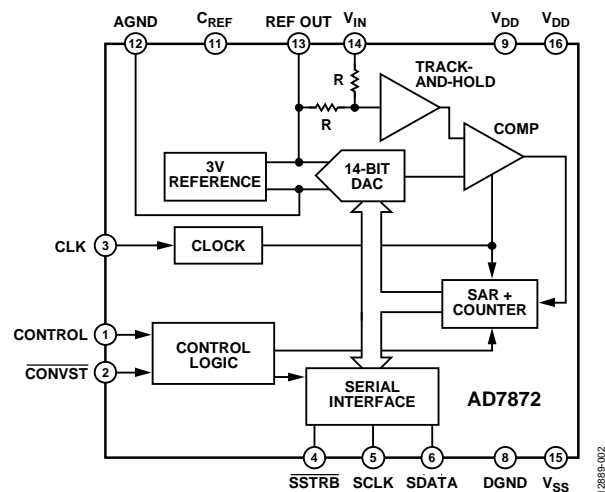 AGND
CREF
REF OUT
VIN
VDD
VDD
12
11
13
14
9
16
R
R
TRACK-
AND-HOLD
COMP
3V
REFERENCE
14-BIT
DAC
CLK
3
CLOCK
SAR +
COUNTER
CONTROL
1
CONVST
2
CONTROL
LOGIC
SERIAL
INTERFACE
AD7872
4
5
6
8
15
SSTRB
SCLK
SDATA
DGND
VSS
12889-002